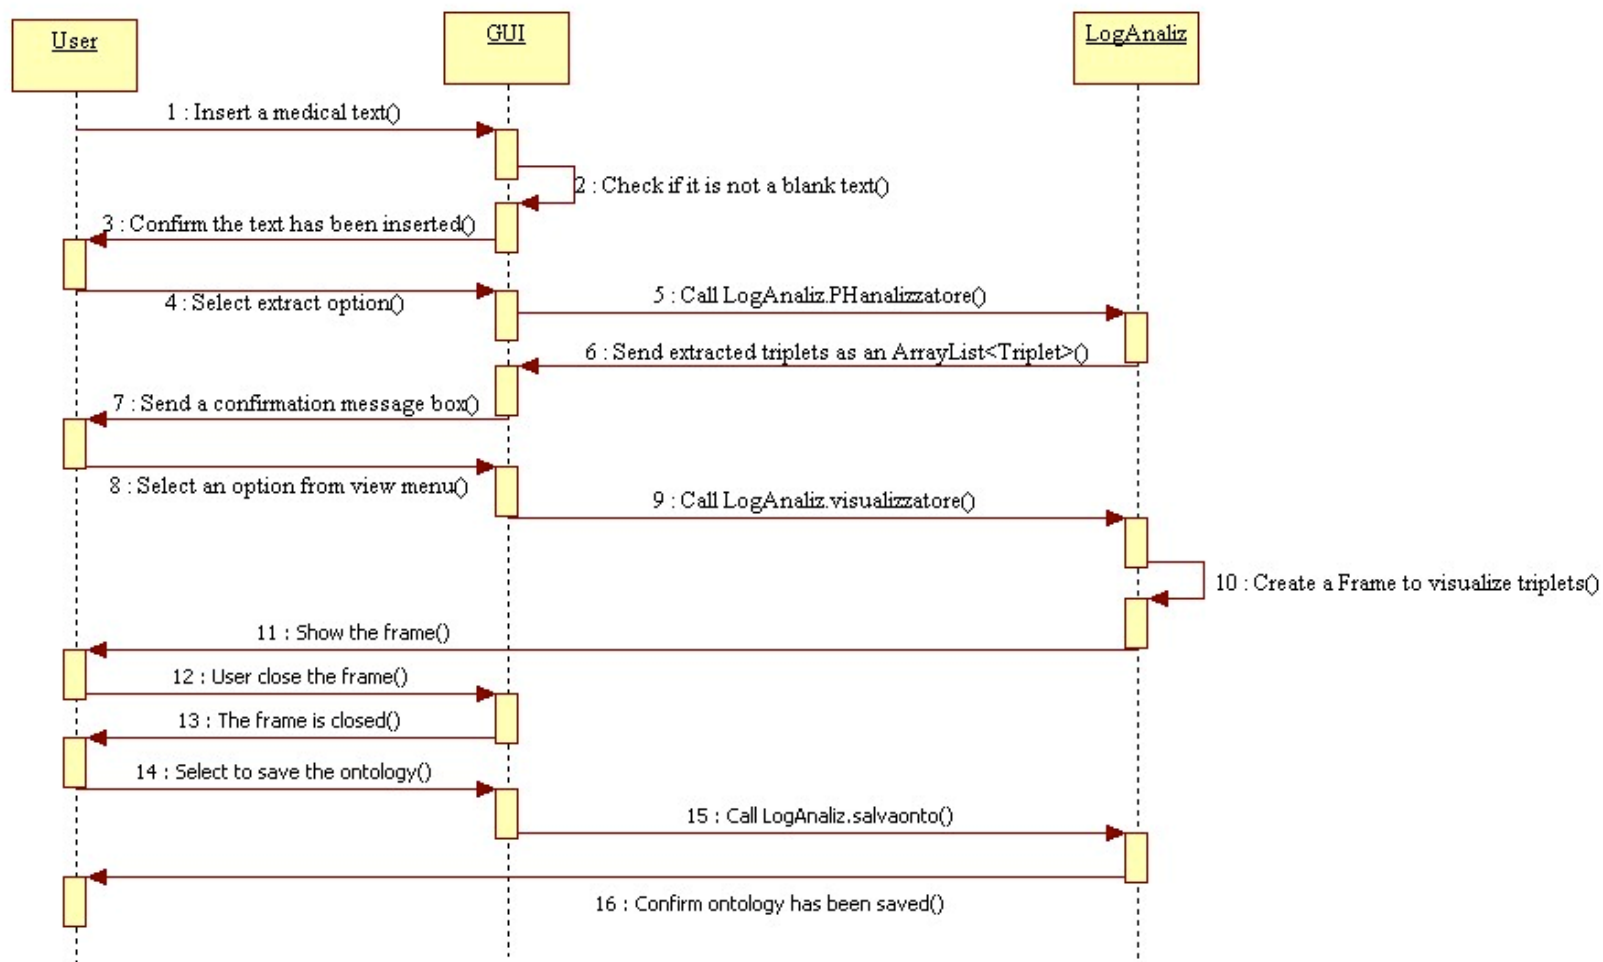 User
GUI
LogAnaliz
1 : Insert a medical text()
2 : Check if it is not a blank text()
3 : Confirm the text has been inserted()
4 : Select extract option()
5 : Call LogAnaliz.PHanalizzatore()
6 : Send extracted triplets as an ArrayList<Triplet>()
7 : Send a confirmation message box()
8 : Select an option from view menu()
9 : Call LogAnaliz.visualizzatore()
10 : Create a Frame to visualize triplets()
11 : Show the frame()
12 : User close the frame()
13 : The frame is closed()
14 : Select to save the ontology()
15 : Call LogAnaliz.salvaonto()
16 : Confirm ontology has been saved()